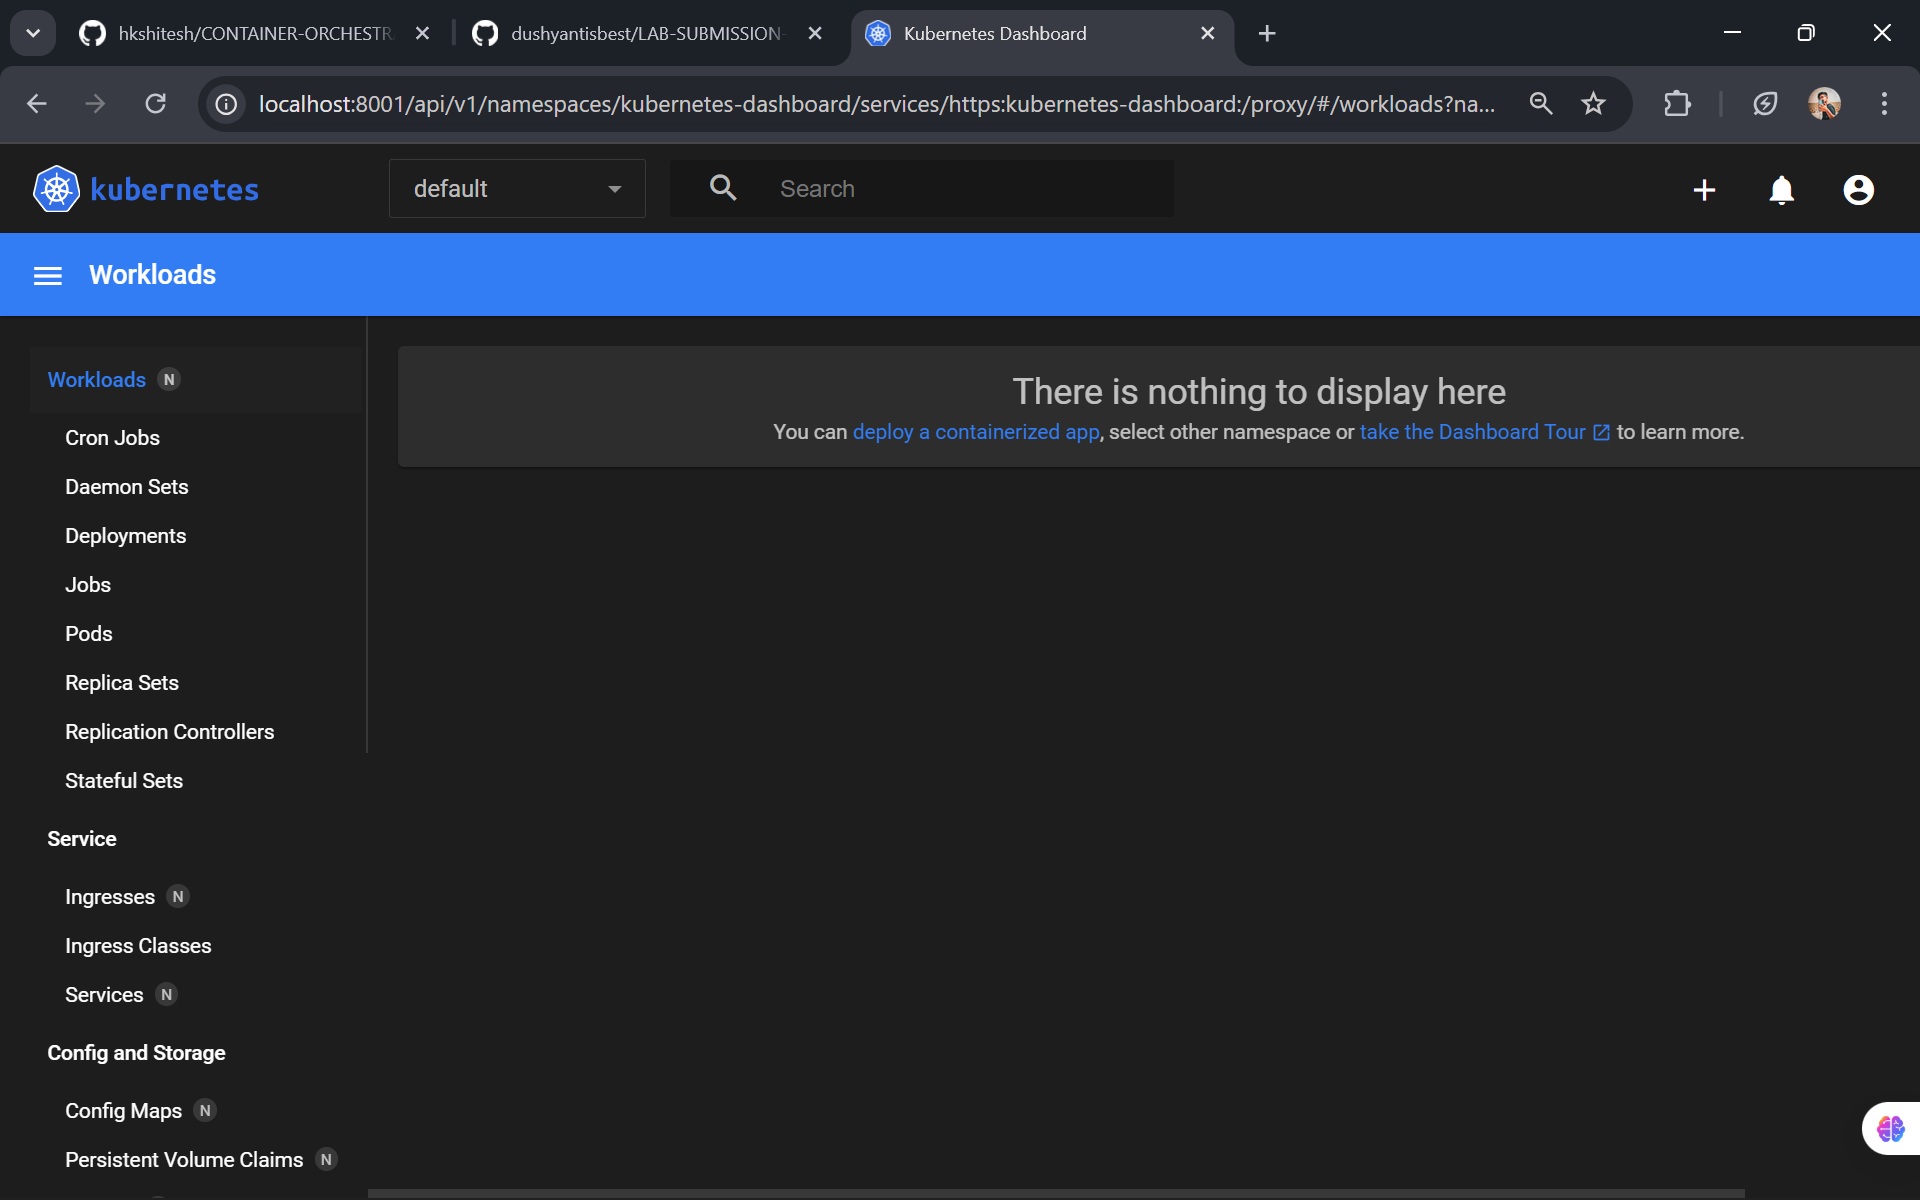 hkshitesh/CONTAINER-ORCHESTR
dushyantisbest/LAB-SUBMISSION-
Kubernetes Dashboard
localhost:8001/api/v1/namespaces/kubernetes-dashboard/services/https:kubernetes-dashboard:/proxy/#/workloads?na...
kubernetes
default
Search
Workloads
Workloads N
Cron Jobs
Daemon Sets
Deployments
Jobs
Pods
Replica Sets
Replication Controllers
Stateful Sets
Service
Ingresses N
Ingress Classes
Services N
Config and Storage
Config Maps N
Persistent Volume Claims N
There is nothing to display here
You can deploy a containerized app, select other namespace or take the Dashboard Tour to learn more.